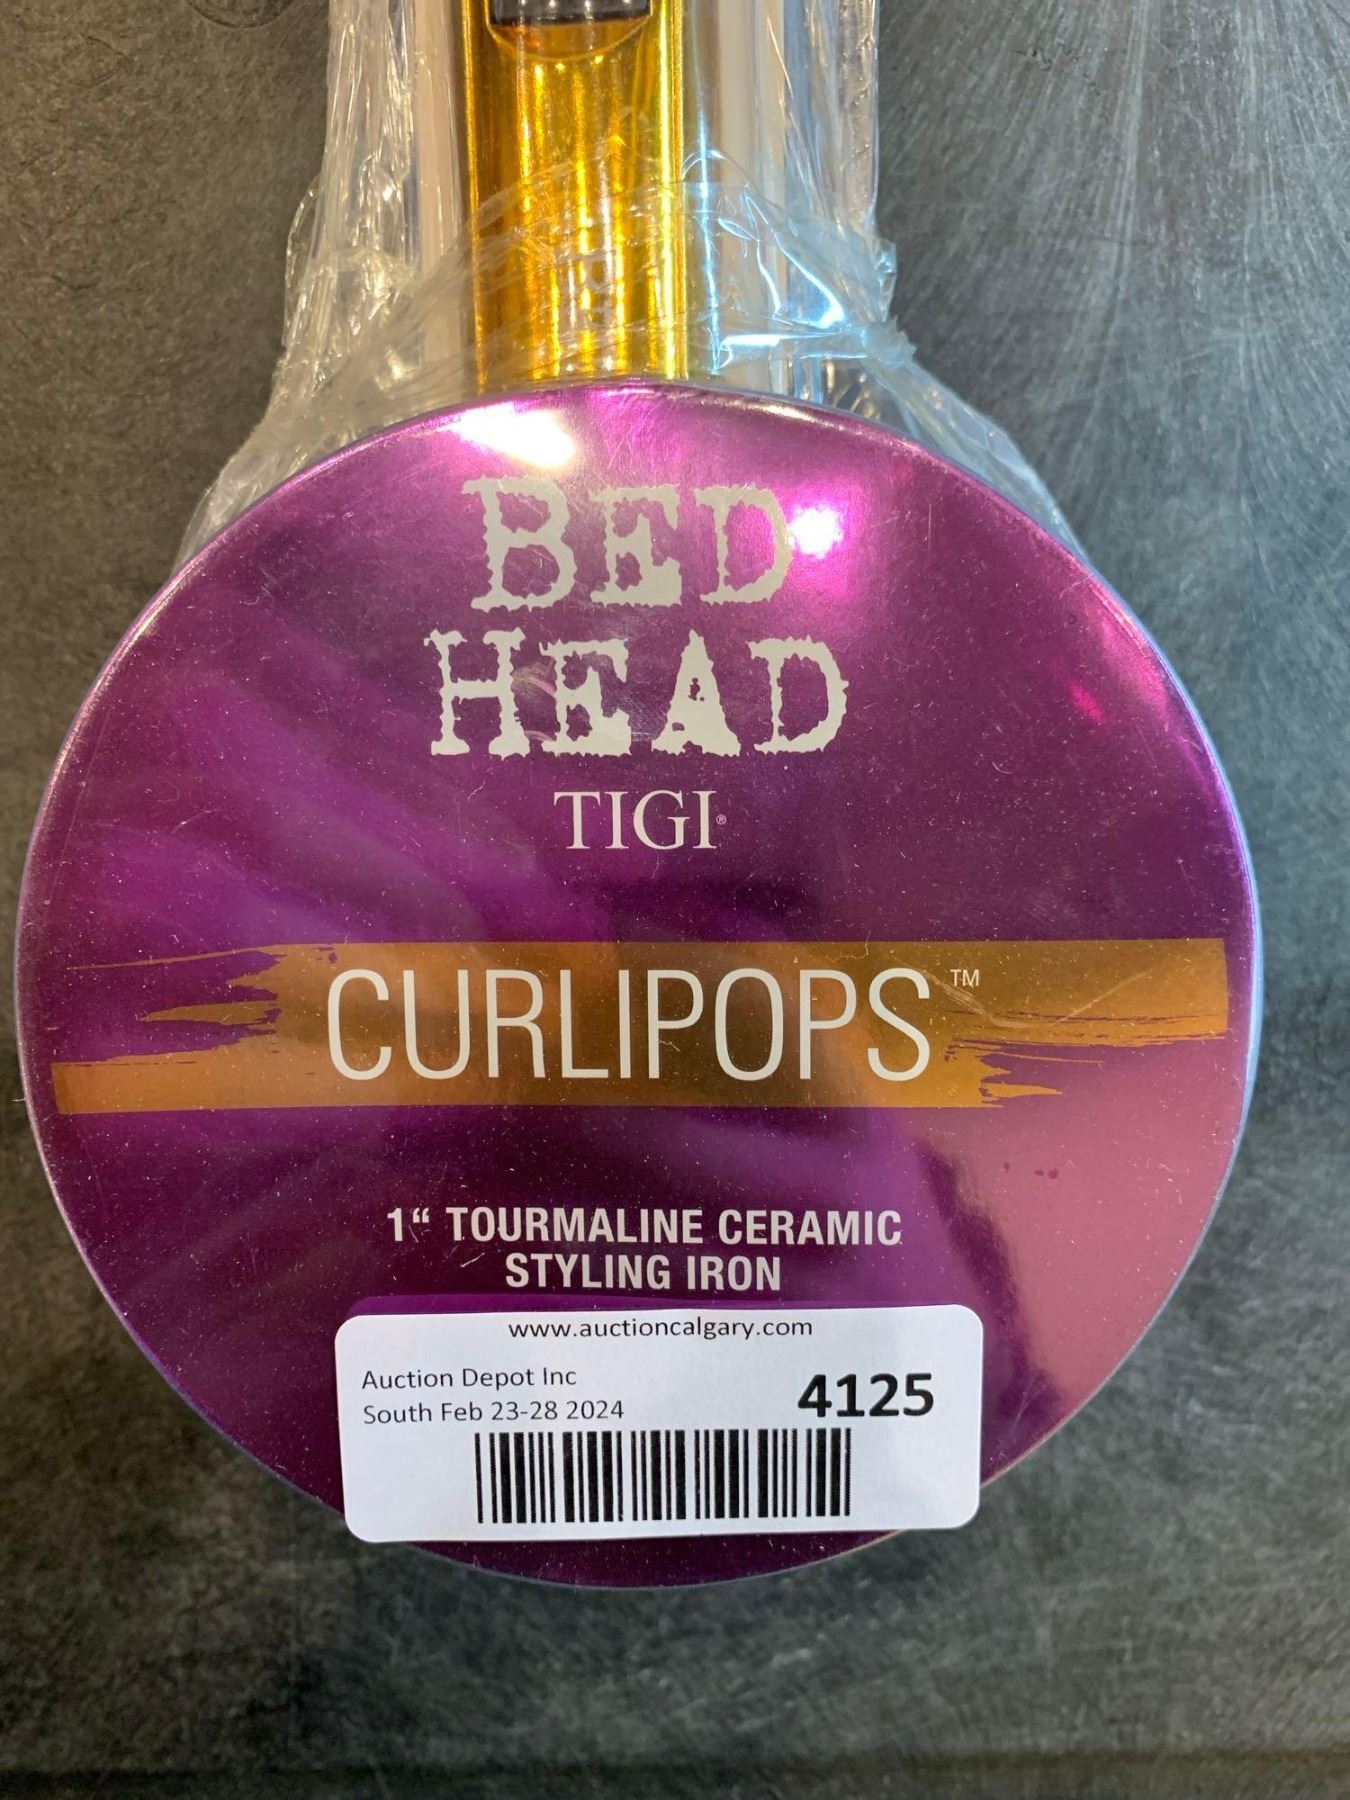 BED
HEAD
TIGI®
CURLIPOPS™
1“ TOURMALINE CERAMIC
STYLING IRON
www.auctioncalgary.com
Auction Depot Inc
South Feb 23-28 2024
4125